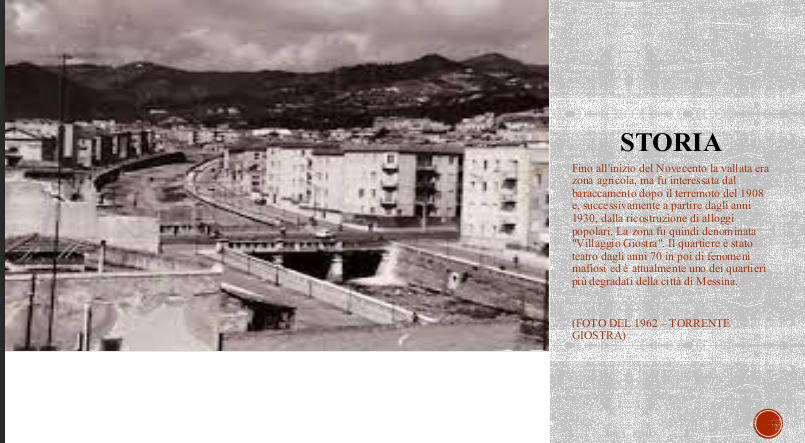 STORIA
Fino all'inizio del Novecento la vallata era
zona agricola, ma fu interessata dal
baraccamento dopo il terremoto del 1908
e, successivamente a partire dagli anni
1930, dalla ricostruzione di alloggi
popolari. La zona fu quindi denominata
"Villaggio Giostra". Il quartiere è stato
teatro dagli anni 70 in poi di fenomeni
mafiosi ed è attualmente uno dei quartieri
più degradati della città di Messina.
(FOTO DEL 1962 – TORRENTE
GIOSTRA)